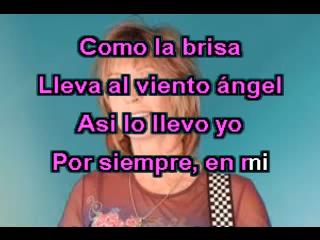 Como la brisa
Lleva al viento ángel
Asi lo llevo yo
Por siempre, en mi